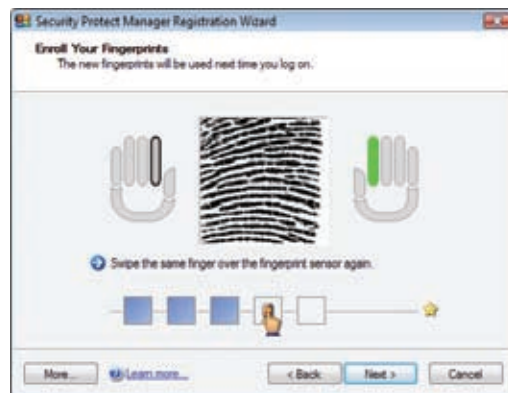 Security Protect Manager Registration Wizard
Enroll Your Fingerprints
The new fingerprints will be used next time you log on.
Swipe the same finger over the fingerprint sensor again.
More... Learn more... < Back Next > Cancel